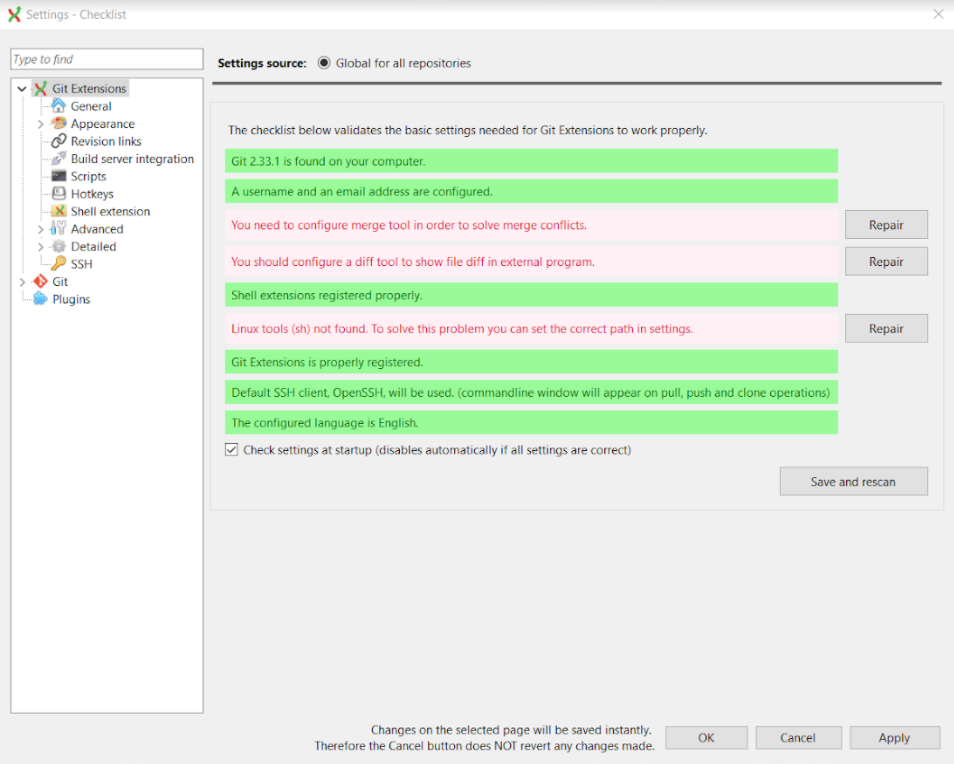 Settings - Checklist
Type to find
Git Extensions
General
Appearance
Revision links
Build server integration
Scripts
Hotkeys
Shell extension
Advanced
Detailed
SSH
Git
Plugins
Settings source: Global for all repositories
The checklist below validates the basic settings needed for Git Extensions to work properly.
Git 2.33.1 is found on your computer.
A username and an email address are configured.
You need to configure merge tool in order to solve merge conflicts.
Repair
You should configure a diff tool to show file diff in external program.
Repair
Shell extensions registered properly.
Linux tools (sh) not found. To solve this problem you can set the correct path in settings.
Repair
Git Extensions is properly registered.
Default SSH client, OpenSSH, will be used. (commandline window will appear on pull, push and clone operations)
The configured language is English.
Check settings at startup (disables automatically if all settings are correct)
Save and rescan
Changes on the selected page will be saved instantly.
Therefore the Cancel button does NOT revert any changes made.
OK
Cancel
Apply